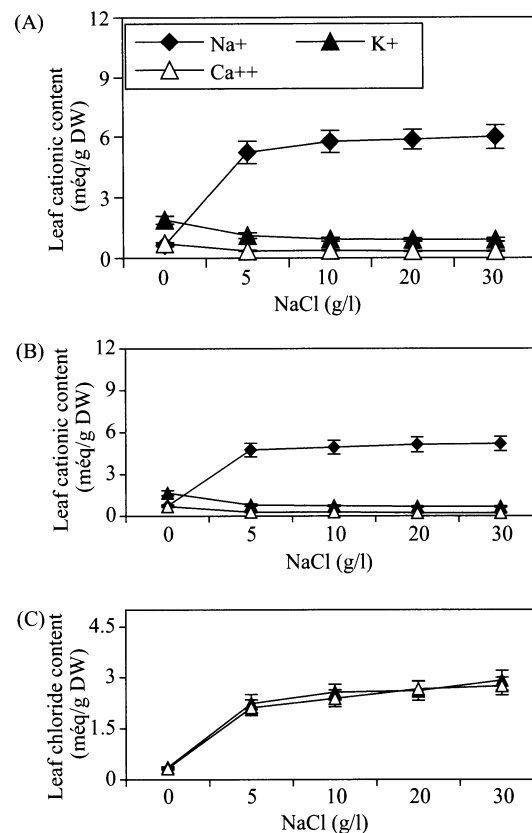 (A)
12
9
6
3
0
Leaf cationic content
(méq/g DW)
Na+
K+
Ca++
0 5 10 20 30
NaCl (g/l)
(B)
12
9
6
3
0
Leaf cationic content
(méq/g DW)
0 5 10 20 30
NaCl (g/l)
(C)
4.5
3
1.5
0
Leaf chloride content
(méq/g DW)
0 5 10 20 30
NaCl (g/l)